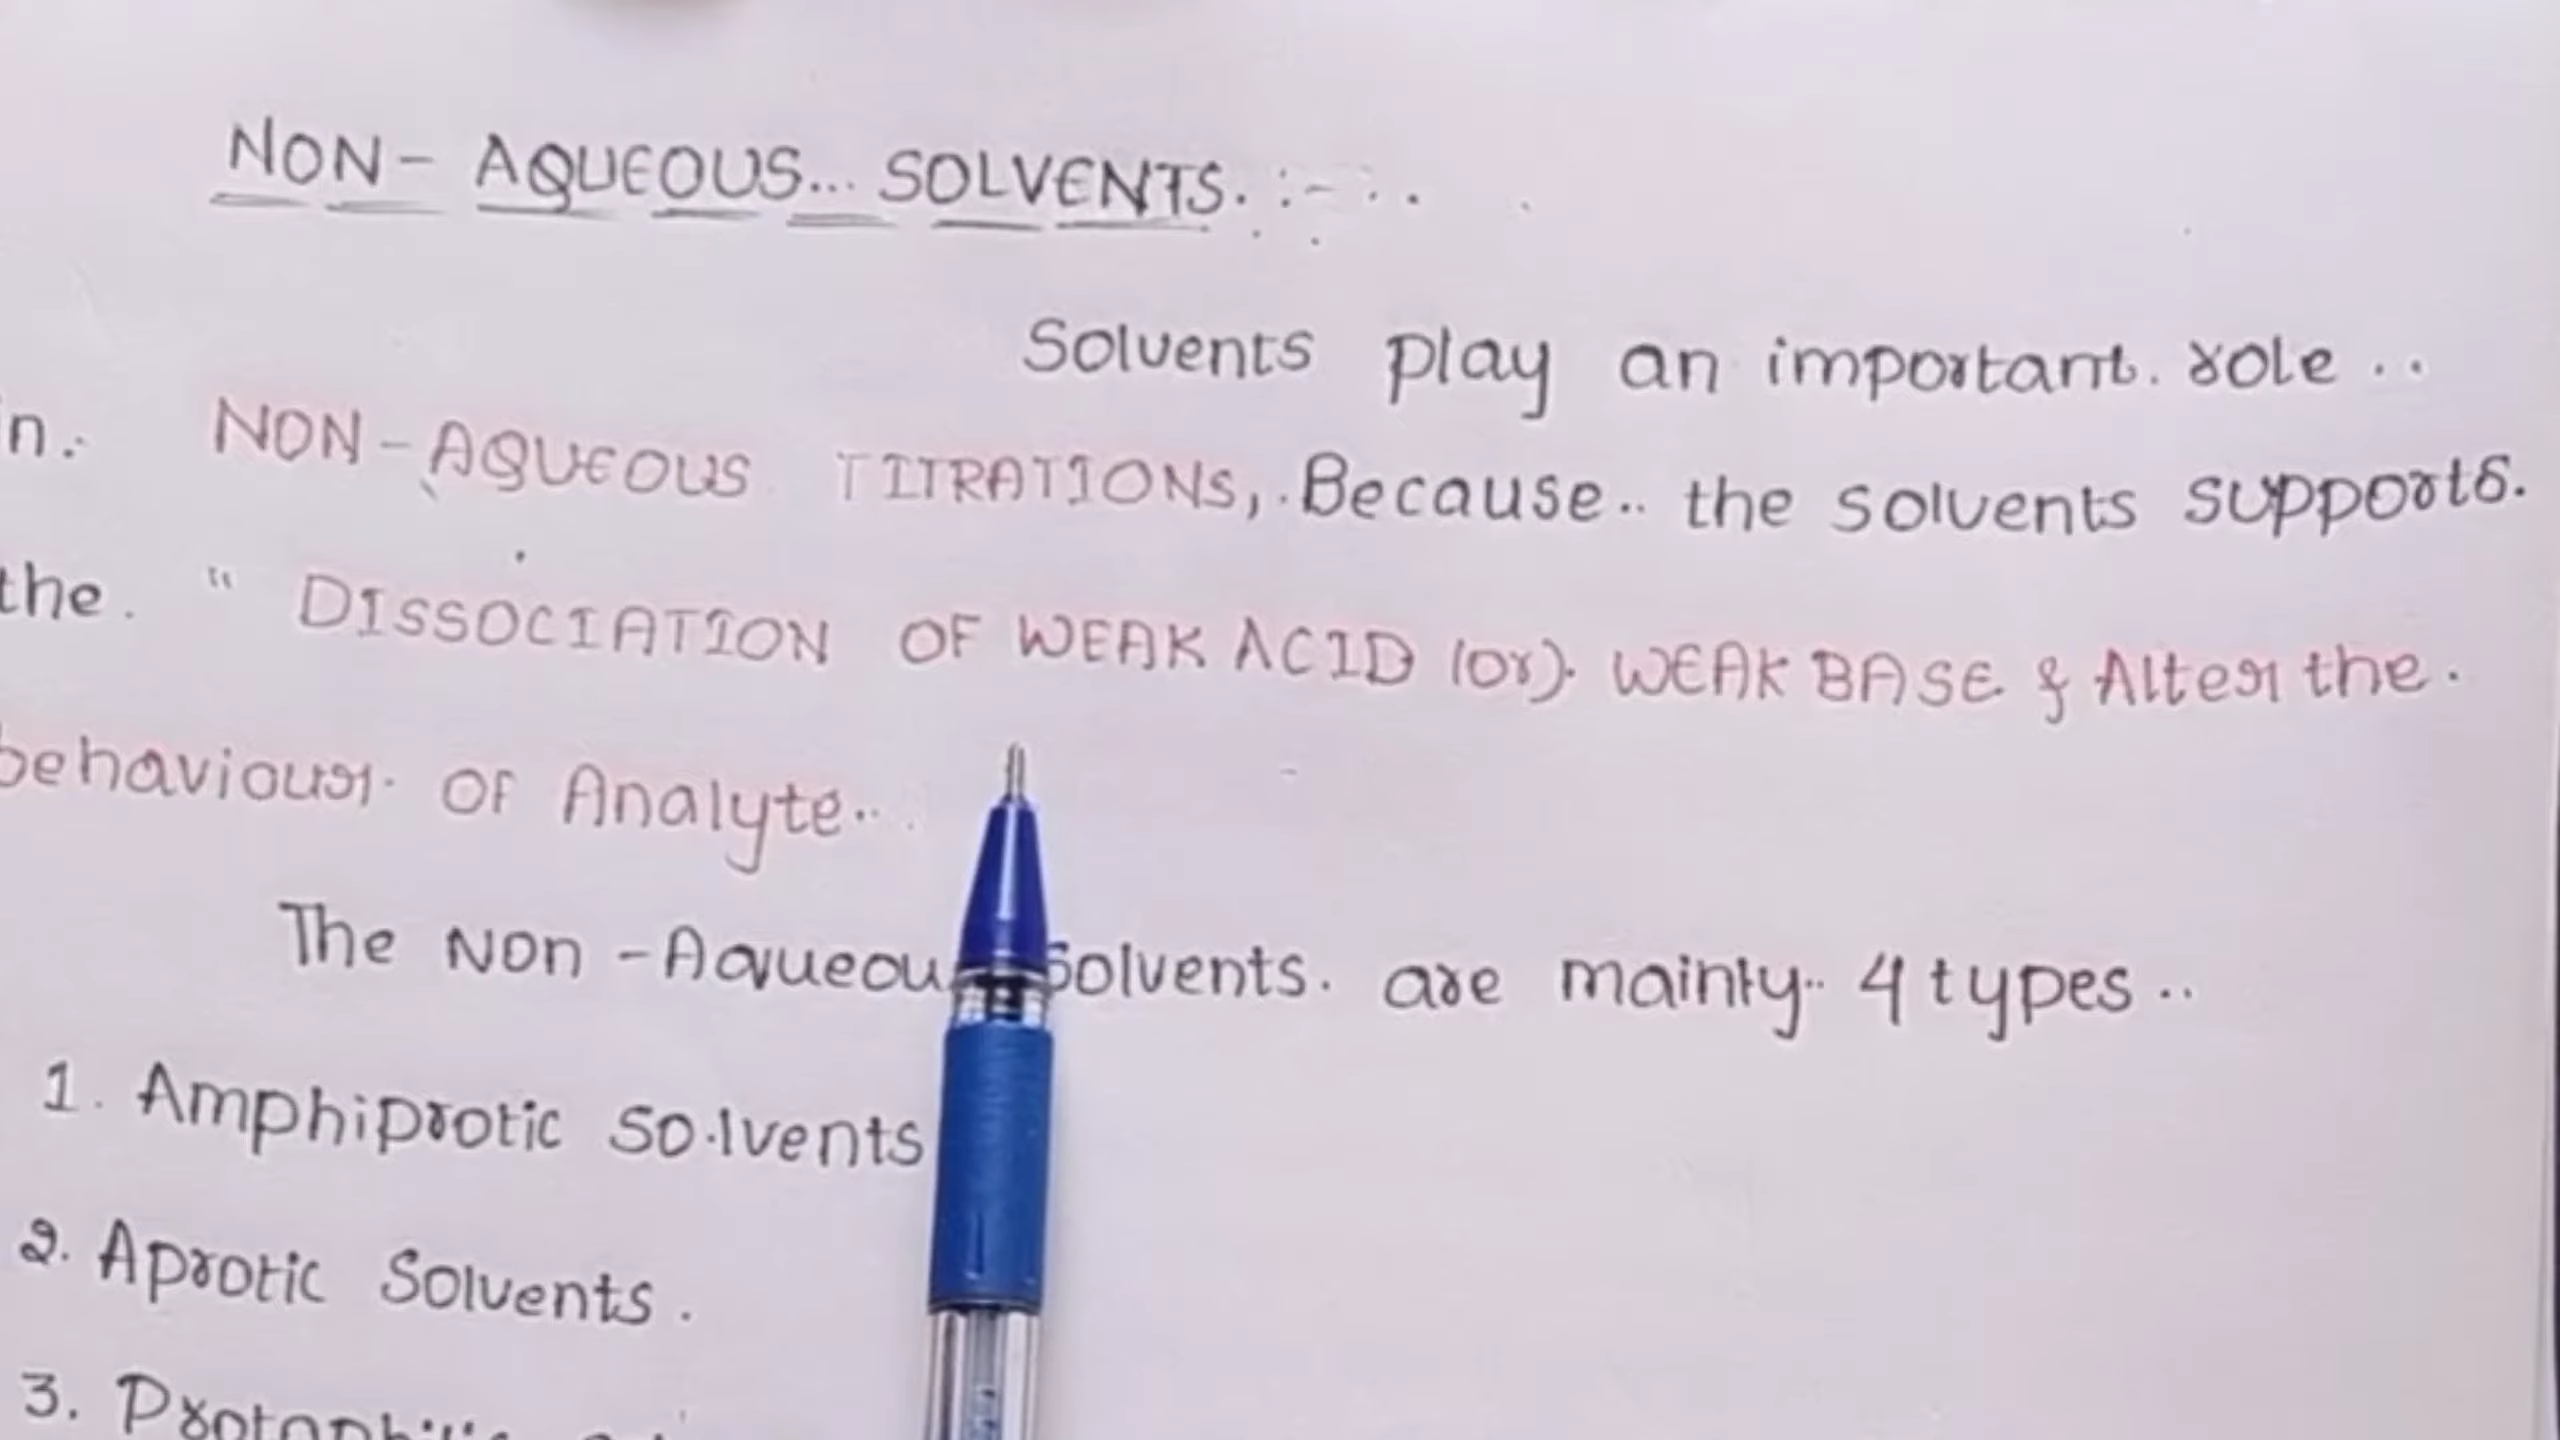 NON- AQUEOUS... SOLVENTS. :-
Solvents play an important. role ..
in. NON-AQUEOUS TITRATIONS, Because.. the solvents supports.
the. " DISSOCIATION OF WEAK ACID (or). WEAK BASE & Alter the.
behaviour. OF Analyte..
The Non -Aqueou Solvents. are mainly.. 4 types ..
1. Amphiprotic So.lvents
2. Aprotic Solvents.
3.